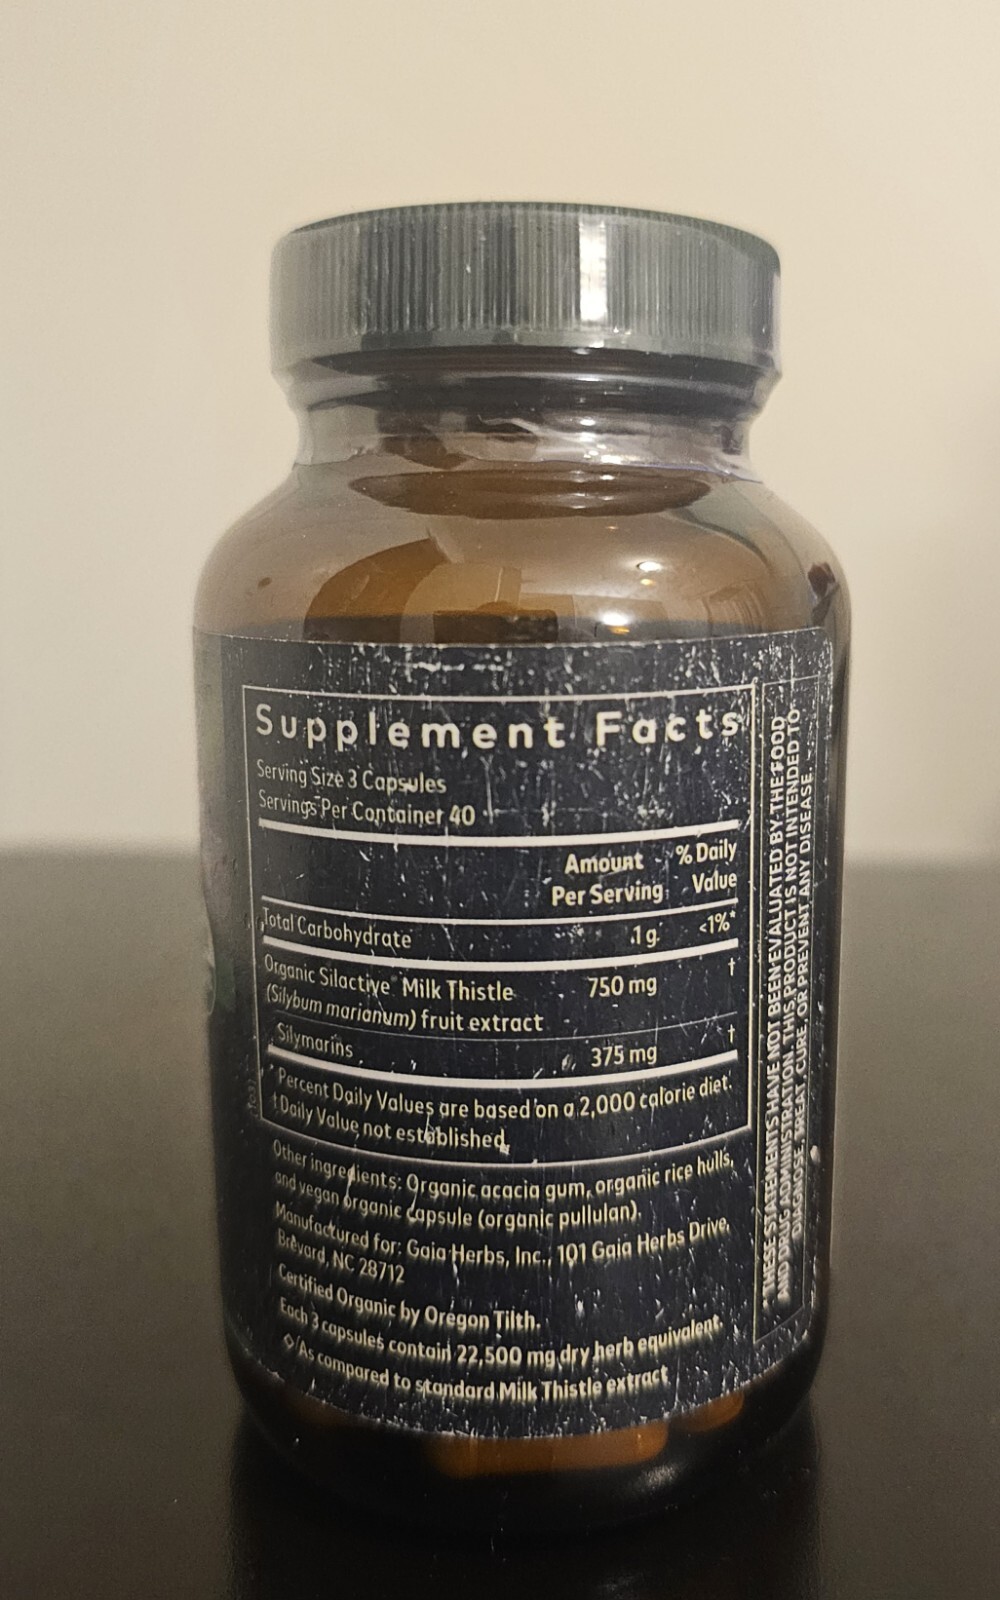 Supplement Facts
Serving Size 3 Capsules
Servings Per Container 40
Amount Per Serving
% Daily Value
Total Carbohydrate 1 g <1%*
Organic Silactive® Milk Thistle 750 mg †
(Silybum marianum) fruit extract
Silymarins 375 mg †
* Percent Daily Values are based on a 2,000 calorie diet.
† Daily Value not established.
Other ingredients: Organic acacia gum, organic rice hulls,
and vegan organic capsule (organic pullulan).
Manufactured for: Gaia Herbs, Inc., 101 Gaia Herbs Drive,
Brevard, NC 28712
Certified Organic by Oregon Tilth.
Each 3 capsules contain 22,500 mg dry herb equivalent.
◇ As compared to standard Milk Thistle extract
*THESE STATEMENTS HAVE NOT BEEN EVALUATED BY THE FOOD
AND DRUG ADMINISTRATION. THIS PRODUCT IS NOT INTENDED TO
DIAGNOSE, TREAT, CURE, OR PREVENT ANY DISEASE.